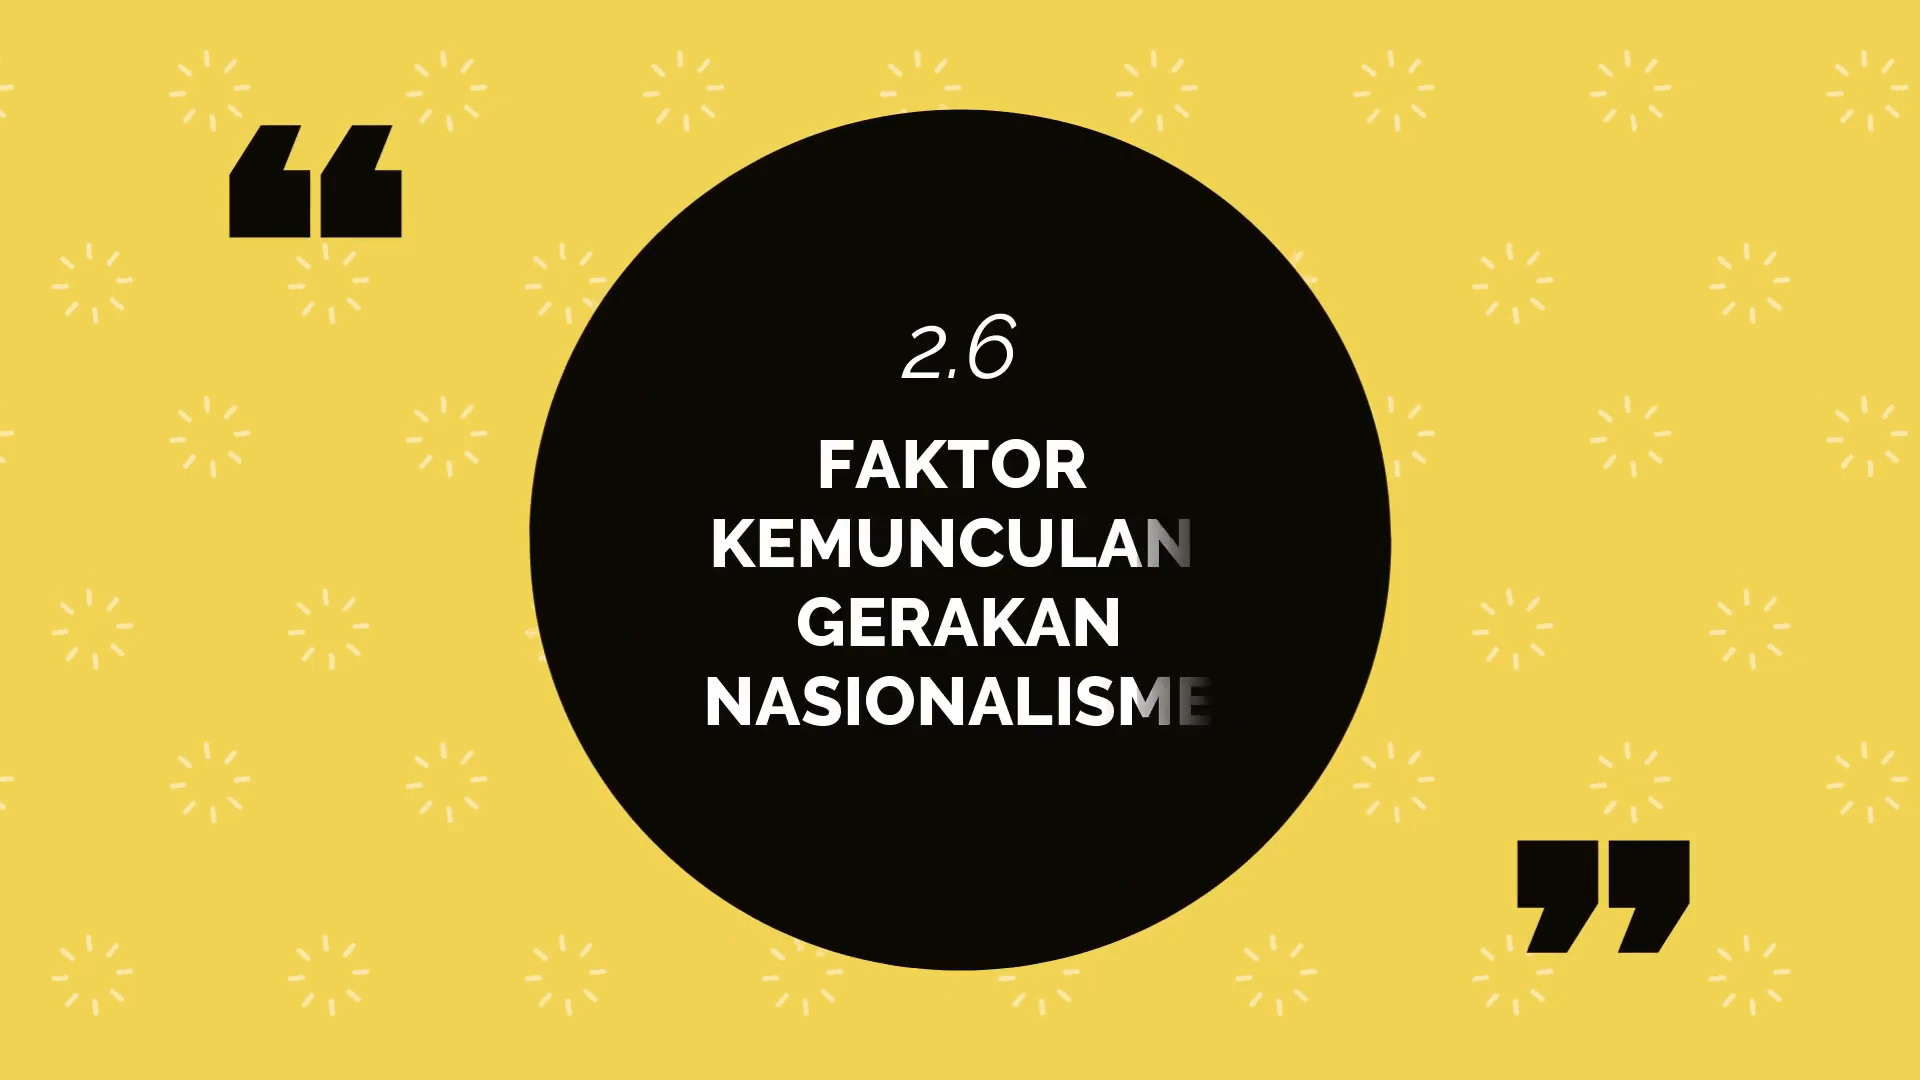 “
2.6
FAKTOR
KEMUNCULAN
GERAKAN
NASIONALISME
”